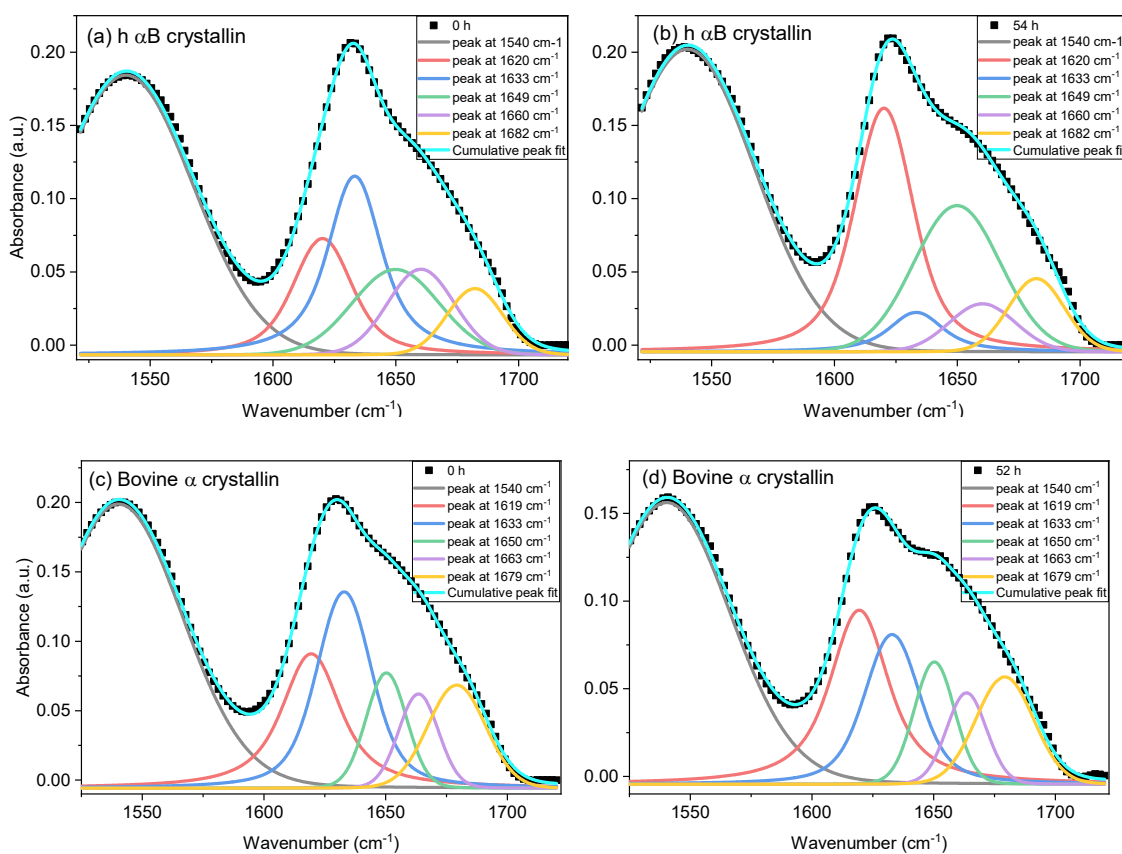 (a) h αB crystallin
0 h
peak at 1540 cm-1
peak at 1620 cm⁻¹
peak at 1633 cm⁻¹
peak at 1649 cm⁻¹
peak at 1660 cm⁻¹
peak at 1682 cm⁻¹
Cumulative peak fit
0.20
0.15
0.10
0.05
0.00
Absorbance (a.u.)
1550
1600
1650
1700
Wavenumber (cm⁻¹)
(b) h αB crystallin
54 h
peak at 1540 cm-1
peak at 1620 cm⁻¹
peak at 1633 cm⁻¹
peak at 1649 cm⁻¹
peak at 1660 cm⁻¹
peak at 1682 cm⁻¹
Cumulative peak fit
0.20
0.15
0.10
0.05
0.00
1550
1600
1650
1700
Wavenumber (cm⁻¹)
(c) Bovine α crystallin
0 h
peak at 1540 cm⁻¹
peak at 1619 cm⁻¹
peak at 1633 cm⁻¹
peak at 1650 cm⁻¹
peak at 1663 cm⁻¹
peak at 1679 cm⁻¹
Cumulative peak fit
0.20
0.15
0.10
0.05
0.00
Absorbance (a.u.)
1550
1600
1650
1700
Wavenumber (cm⁻¹)
(d) Bovine α crystallin
52 h
peak at 1540 cm⁻¹
peak at 1619 cm⁻¹
peak at 1633 cm⁻¹
peak at 1650 cm⁻¹
peak at 1663 cm⁻¹
peak at 1679 cm⁻¹
Cumulative peak fit
0.15
0.10
0.05
0.00
1550
1600
1650
1700
Wavenumber (cm⁻¹)